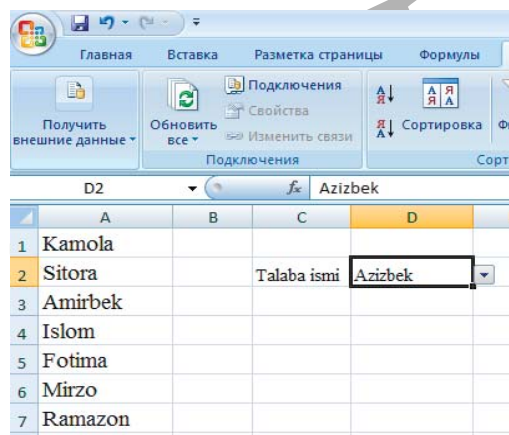 Главная Вставка Разметка страницы Формулы
Получить внешние данные
Обновить все
Подключения
Свойства
Изменить связи
Подключения
А Я
Я А
Я А
А Я
Сортировка
Сорт
D2 fx Azizbek
A B C D
1 Kamola
2 Sitora Talaba ismi Azizbek
3 Amirbek
4 Islom
5 Fotima
6 Mirzo
7 Ramazon